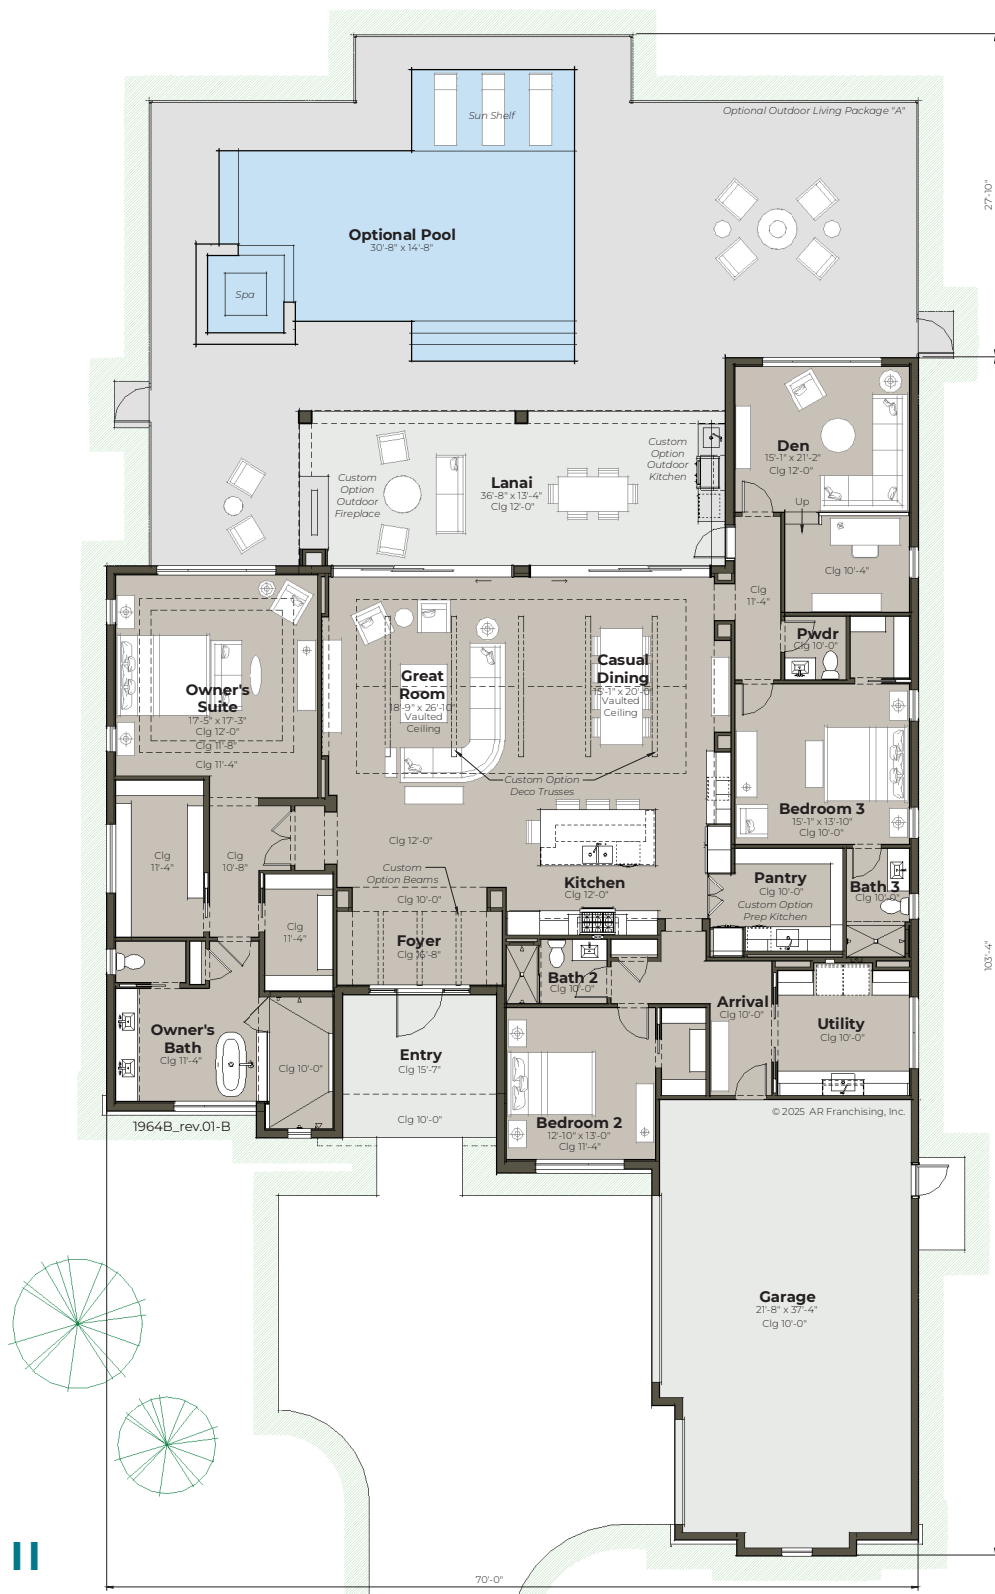 Optional Outdoor Living Package "A"
Sun Shelf
27'-10"
Optional Pool
30'-8" x 14'-8"
Spa
Den
15'-1" x 21'-2"
Clg 12'-0"
Custom
Option
Outdoor
Kitchen
Lanai
36'-8" x 13'-4"
Clg 12'-0"
Custom
Option
Outdoor
Fireplace
Up
Clg 10'-4"
Clg
11'-4"
Pwdr
Clg 10'-0"
Owner's
Suite
17'-5" x 17'-3"
Clg 12'-0"
Clg 11'-8"
Clg 11'-4"
Great
Room
18'-9" x 26'-10"
Vaulted
Ceiling
Casual
Dining
15'-1" x 20'-0"
Vaulted
Ceiling
Custom Option
Deco Trusses
Bedroom 3
15'-1" x 13'-10"
Clg 10'-0"
Clg
11'-4"
Clg
10'-8"
Clg 12'-0"
Custom
Option Beams
Clg 10'-0"
Kitchen
Clg 12'-0"
Pantry
Clg 10'-0"
Custom Option
Prep Kitchen
Bath 3
Clg 10'-0"
Clg
11'-4"
Foyer
Clg 16'-8"
Bath 2
Clg 10'-0"
103'-4"
Arrival
Clg 10'-0"
Utility
Clg 10'-0"
Owner's
Bath
Clg 11'-4"
Clg 10'-0"
Entry
Clg 15'-7"
Clg 10'-0"
Bedroom 2
12'-10" x 13'-0"
Clg 11'-4"
© 2025 AR Franchising, Inc.
1964B_rev.01-B
Garage
21'-8" x 37'-4"
Clg 10'-0"
II
70'-0"